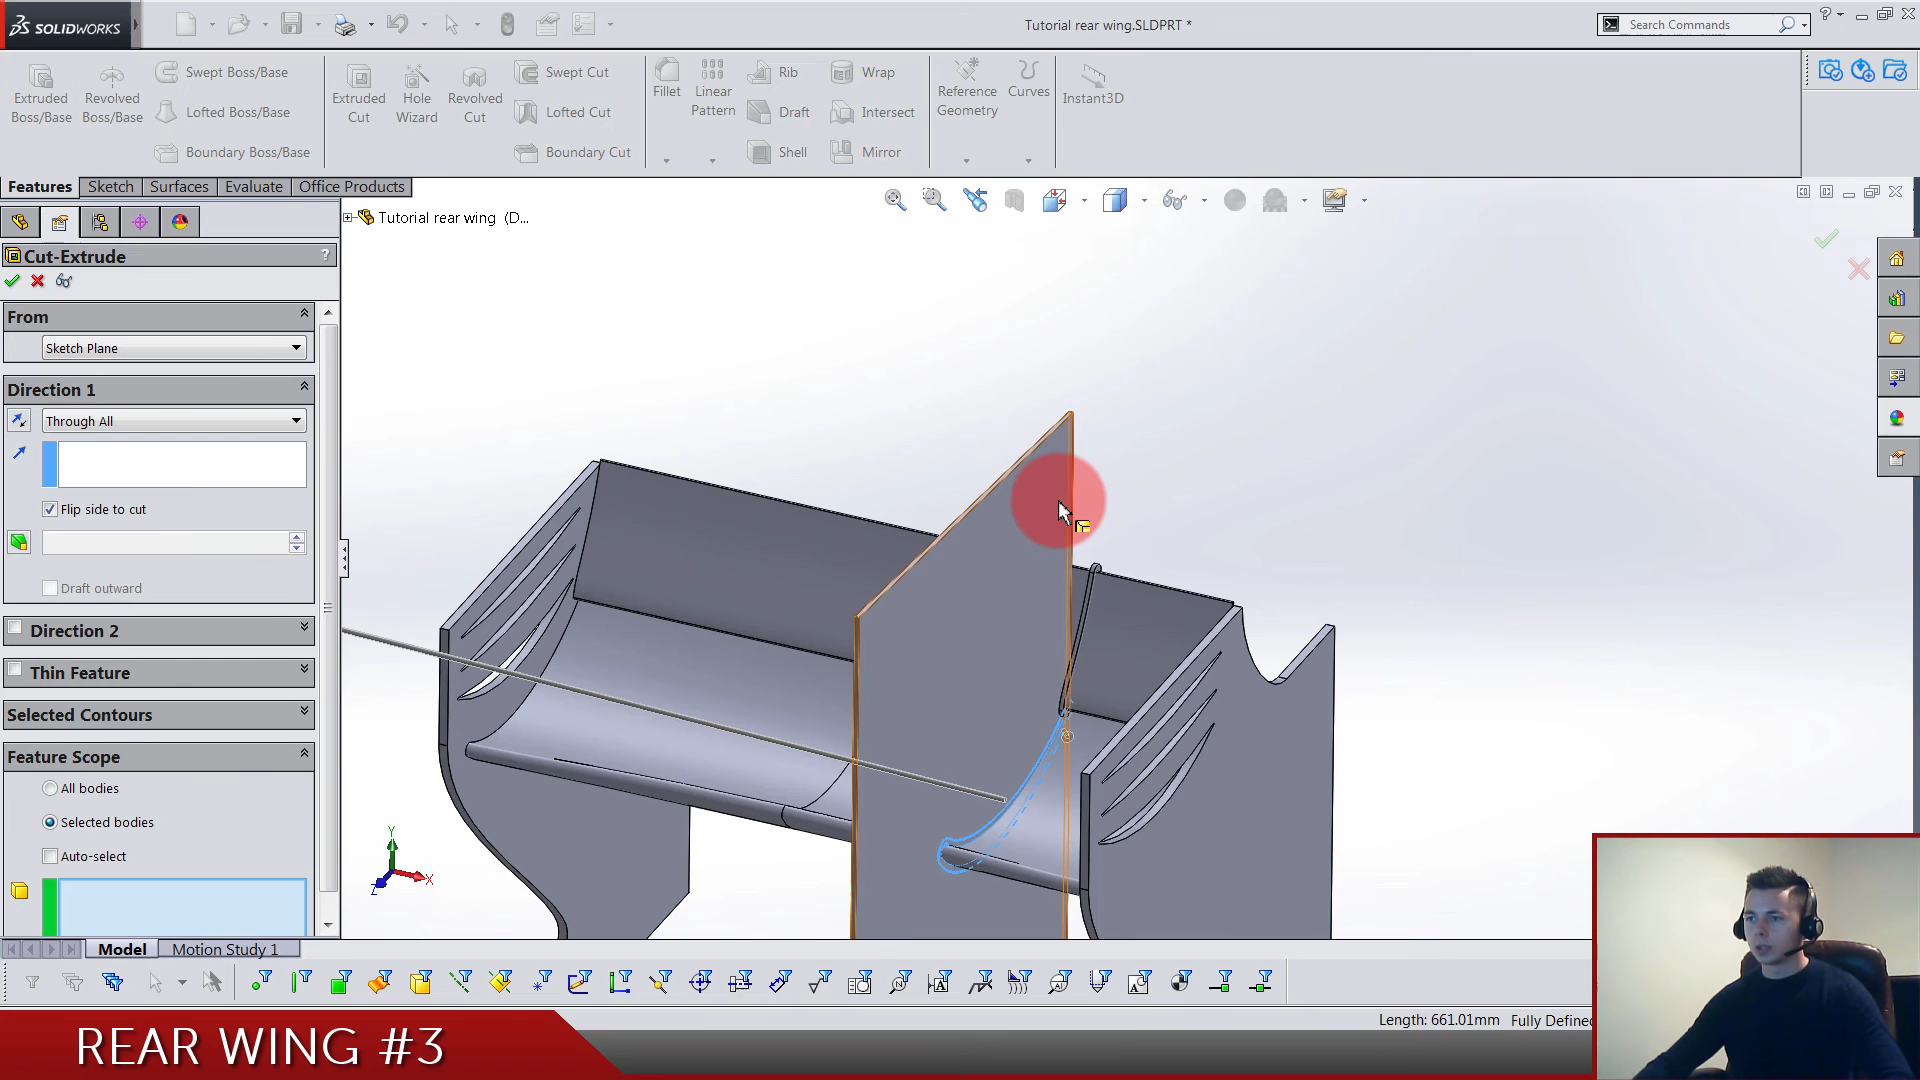 SOLIDWORKS
Tutorial rear wing.SLDPRT *
Search Commands
Extruded Boss/Base
Revolved Boss/Base
Swept Boss/Base
Lofted Boss/Base
Boundary Boss/Base
Extruded Cut
Hole Wizard
Revolved Cut
Swept Cut
Lofted Cut
Boundary Cut
Fillet
Linear Pattern
Rib
Draft
Shell
Wrap
Intersect
Mirror
Reference Geometry
Curves
Instant3D
Features
Sketch
Surfaces
Evaluate
Office Products
Tutorial rear wing (D...
Cut-Extrude
?
From
Sketch Plane
Direction 1
Through All
Flip side to cut
Draft outward
Direction 2
Thin Feature
Selected Contours
Feature Scope
All bodies
Selected bodies
Auto-select
Y
X
Z
Model
Motion Study 1
Length: 661.01mm
Fully Define
REAR WING #3